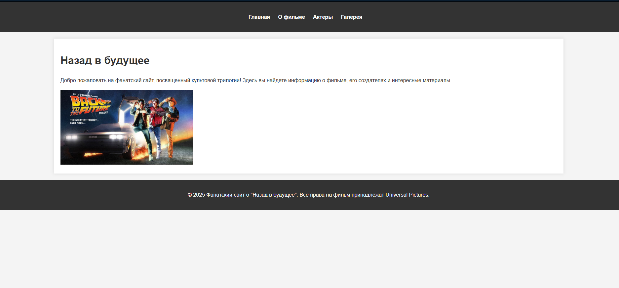 Главная О фильме Актеры Галерея
Назад в будущее
Добро пожаловать на фанатский сайт, посвященный культовой трилогии! Здесь вы найдете информацию о фильме, его создателях и интересные материалы.
BACK TO THE FUTURE
© 2025 Фанатский сайт о "Назад в будущее". Все права на фильм принадлежат Universal Pictures.